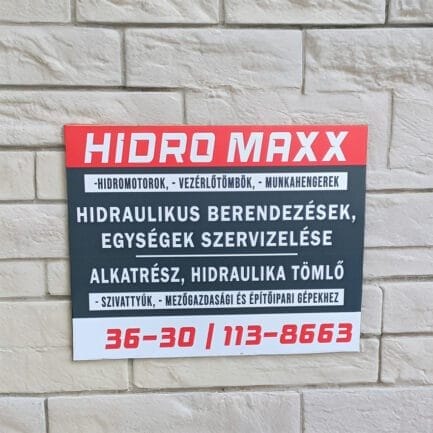 HIDRO MAXX
-HIDROMOTOROK, - VEZÉRLŐTÖMBÖK, - MUNKAHENGEREK
HIDRAULIKUS BERENDEZÉSEK,
EGYSÉGEK SZERVIZELÉSE
ALKATRÉSZ, HIDRAULIKA TÖMLŐ
- SZIVATTYÚK, - MEZŐGAZDASÁGI ÉS ÉPÍTŐIPARI GÉPEKHEZ
36-30 / 113-8663